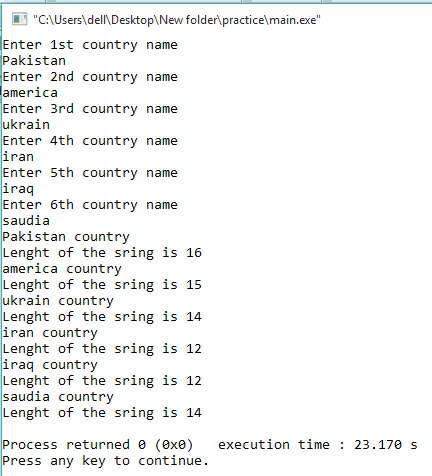 "C:\Users\dell\Desktop\New folder\practice\main.exe"
Enter 1st country name
Pakistan
Enter 2nd country name
america
Enter 3rd country name
ukrain
Enter 4th country name
iran
Enter 5th country name
iraq
Enter 6th country name
saudia
Pakistan country
Lenght of the sring is 16
america country
Lenght of the sring is 15
ukrain country
Lenght of the sring is 14
iran country
Lenght of the sring is 12
iraq country
Lenght of the sring is 12
saudia country
Lenght of the sring is 14
Process returned 0 (0x0)   execution time : 23.170 s
Press any key to continue.